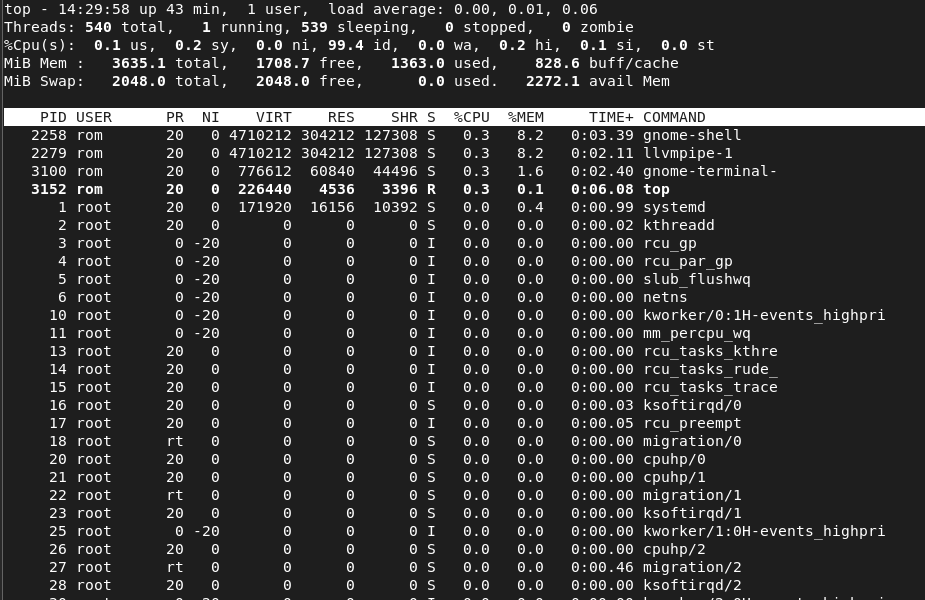 top - 14:29:58 up 43 min,  1 user,  load average: 0.00, 0.01, 0.06
Threads: 540 total,   1 running, 539 sleeping,   0 stopped,   0 zombie
%Cpu(s):  0.1 us,  0.2 sy,  0.0 ni, 99.4 id,  0.0 wa,  0.2 hi,  0.1 si,  0.0 st
MiB Mem :   3635.1 total,   1708.7 free,   1363.0 used,    828.6 buff/cache
MiB Swap:   2048.0 total,   2048.0 free,      0.0 used.   2272.1 avail Mem
PID USER      PR  NI    VIRT    RES    SHR S  %CPU  %MEM     TIME+ COMMAND
2258 rom       20   0 4710212 304212 127308 S   0.3   8.2   0:03.39 gnome-shell
2279 rom       20   0 4710212 304212 127308 S   0.3   8.2   0:02.11 llvmpipe-1
3100 rom       20   0  776612  60840  44496 S   0.3   1.6   0:02.40 gnome-terminal-
3152 rom       20   0  226440   4536   3396 R   0.3   0.1   0:06.08 top
1 root      20   0  171920  16156  10392 S   0.0   0.4   0:00.99 systemd
2 root      20   0       0      0      0 S   0.0   0.0   0:00.02 kthreadd
3 root       0 -20       0      0      0 I   0.0   0.0   0:00.00 rcu_gp
4 root       0 -20       0      0      0 I   0.0   0.0   0:00.00 rcu_par_gp
5 root       0 -20       0      0      0 I   0.0   0.0   0:00.00 slub_flushwq
6 root       0 -20       0      0      0 I   0.0   0.0   0:00.00 netns
10 root       0 -20       0      0      0 I   0.0   0.0   0:00.00 kworker/0:1H-events_highpri
11 root       0 -20       0      0      0 I   0.0   0.0   0:00.00 mm_percpu_wq
13 root      20   0       0      0      0 I   0.0   0.0   0:00.00 rcu_tasks_kthre
14 root      20   0       0      0      0 I   0.0   0.0   0:00.00 rcu_tasks_rude_
15 root      20   0       0      0      0 I   0.0   0.0   0:00.00 rcu_tasks_trace
16 root      20   0       0      0      0 S   0.0   0.0   0:00.03 ksoftirqd/0
17 root      20   0       0      0      0 I   0.0   0.0   0:00.05 rcu_preempt
18 root      rt   0       0      0      0 S   0.0   0.0   0:00.00 migration/0
20 root      20   0       0      0      0 S   0.0   0.0   0:00.00 cpuhp/0
21 root      20   0       0      0      0 S   0.0   0.0   0:00.00 cpuhp/1
22 root      rt   0       0      0      0 S   0.0   0.0   0:00.00 migration/1
23 root      20   0       0      0      0 S   0.0   0.0   0:00.00 ksoftirqd/1
25 root       0 -20       0      0      0 I   0.0   0.0   0:00.00 kworker/1:0H-events_highpri
26 root      20   0       0      0      0 S   0.0   0.0   0:00.00 cpuhp/2
27 root      rt   0       0      0      0 S   0.0   0.0   0:00.46 migration/2
28 root      20   0       0      0      0 S   0.0   0.0   0:00.00 ksoftirqd/2